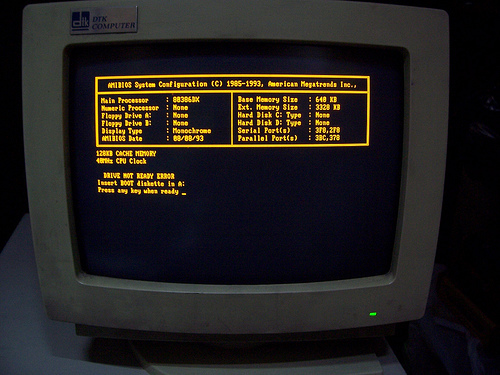 dtk DTK
COMPUTER
AMIBIOS System Configuration (C) 1985-1993, American Megatrends Inc.,
Main Processor : 80386DX Base Memory Size : 640 KB
Numeric Processor : None Ext. Memory Size : 3328 KB
Floppy Drive A: : None Hard Disk C: Type : None
Floppy Drive B: : None Hard Disk D: Type : None
Display Type : Monochrome Serial Port(s) : 3F8,2F8
AMIBIOS Date : 08/08/93 Parallel Port(s) : 3BC,378
128KB CACHE MEMORY
40MHz CPU Clock
DRIVE NOT READY ERROR
Insert BOOT diskette in A:
Press any key when ready _